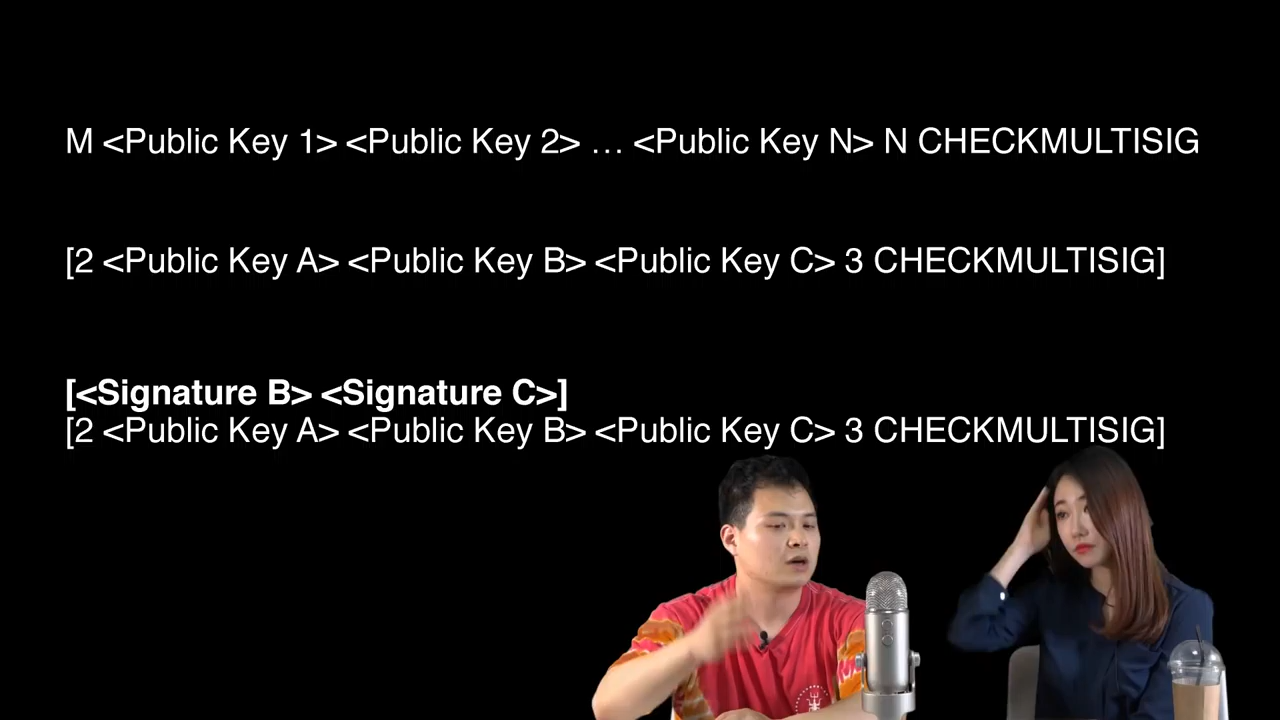 M <Public Key 1> <Public Key 2> … <Public Key N> N CHECKMULTISIG
[2 <Public Key A> <Public Key B> <Public Key C> 3 CHECKMULTISIG]
[<Signature B> <Signature C>]
[2 <Public Key A> <Public Key B> <Public Key C> 3 CHECKMULTISIG]